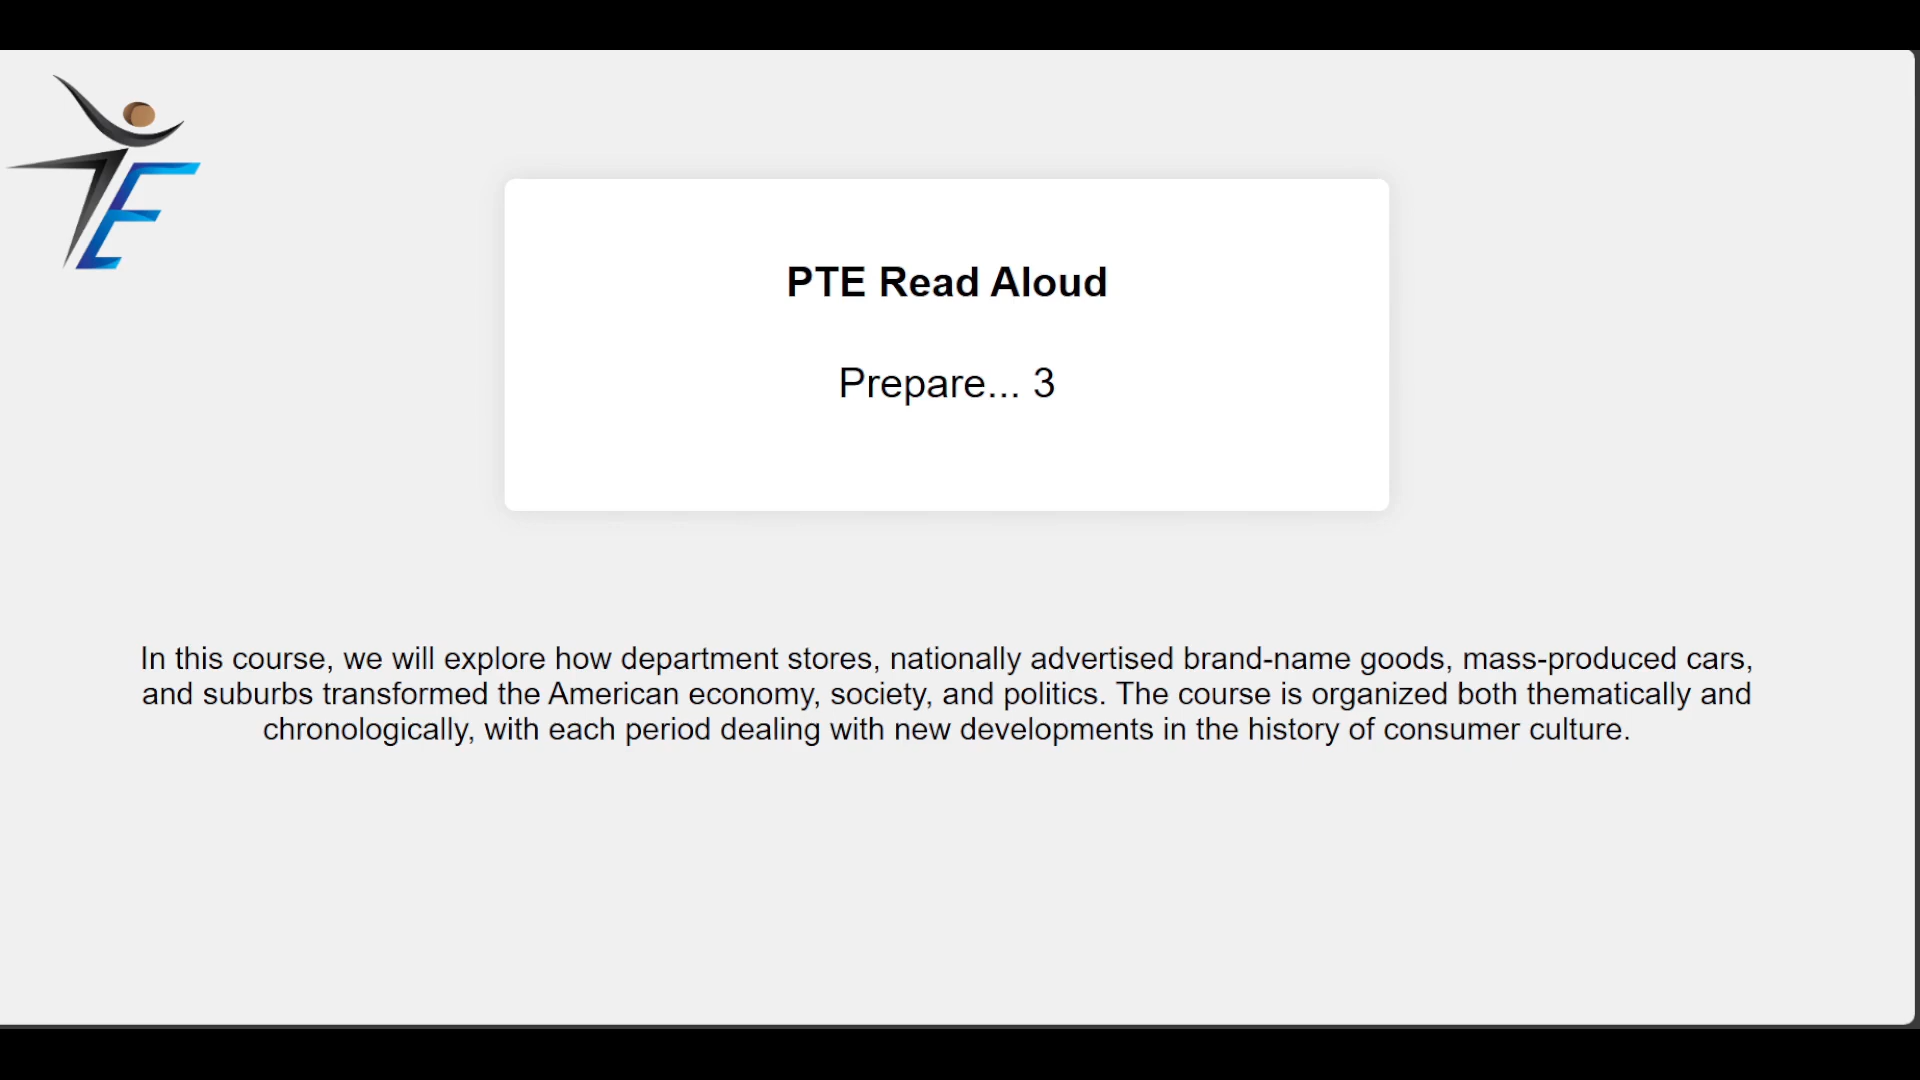 PTE Read Aloud
Prepare... 3
In this course, we will explore how department stores, nationally advertised brand-name goods, mass-produced cars,
and suburbs transformed the American economy, society, and politics. The course is organized both thematically and
chronologically, with each period dealing with new developments in the history of consumer culture.